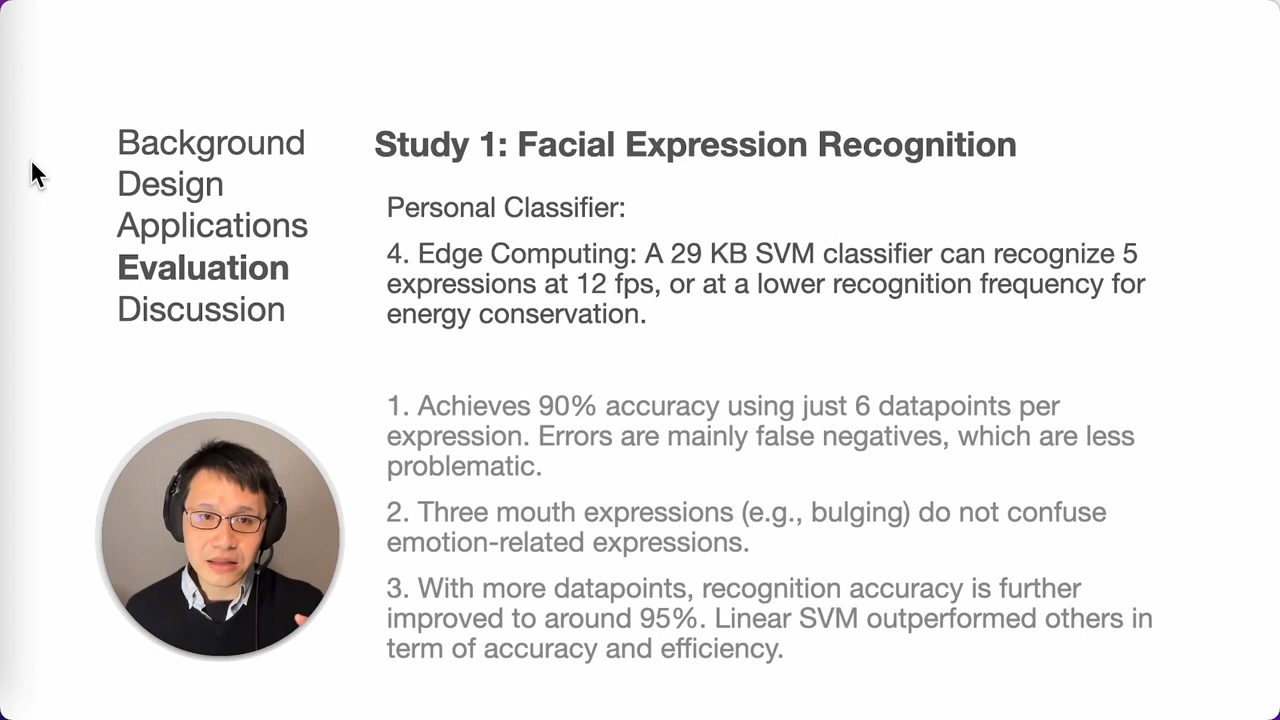 Background
Design
Applications
Evaluation
Discussion
Study 1: Facial Expression Recognition
Personal Classifier:
4. Edge Computing: A 29 KB SVM classifier can recognize 5
expressions at 12 fps, or at a lower recognition frequency for
energy conservation.
1. Achieves 90% accuracy using just 6 datapoints per
expression. Errors are mainly false negatives, which are less
problematic.
2. Three mouth expressions (e.g., bulging) do not confuse
emotion-related expressions.
3. With more datapoints, recognition accuracy is further
improved to around 95%. Linear SVM outperformed others in
term of accuracy and efficiency.